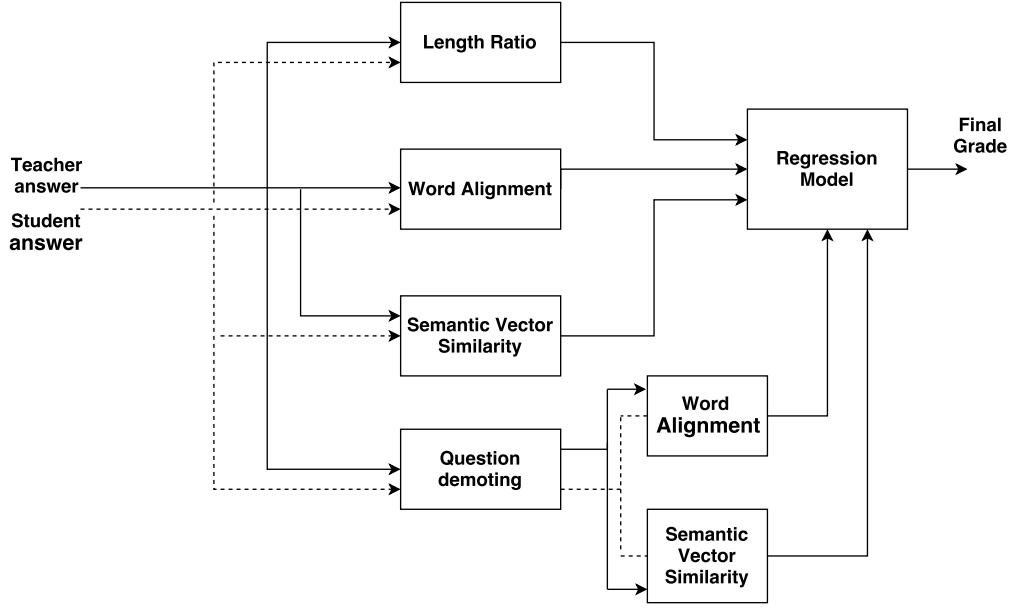 Length Ratio
Teacher
answer
Student
answer
Word Alignment
Semantic Vector
Similarity
Question
demoting
Word
Alignment
Semantic
Vector
Similarity
Regression
Model
Final
Grade